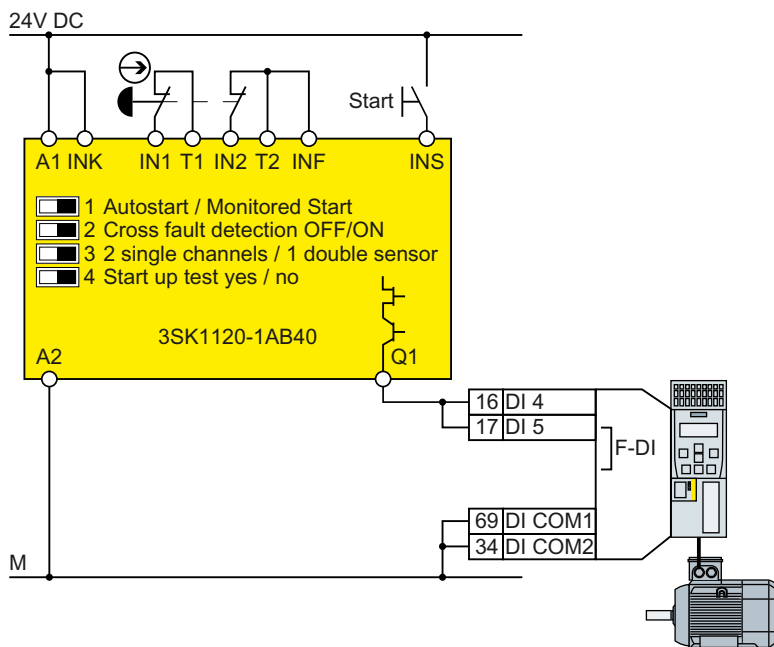 24V DC
Start
A1 INK IN1 T1 IN2 T2 INF INS
1 Autostart / Monitored Start
2 Cross fault detection OFF/ON
3 2 single channels / 1 double sensor
4 Start up test yes / no
3SK1120-1AB40
A2 Q1
16 DI 4
17 DI 5
F-DI
69 DI COM1
34 DI COM2
M